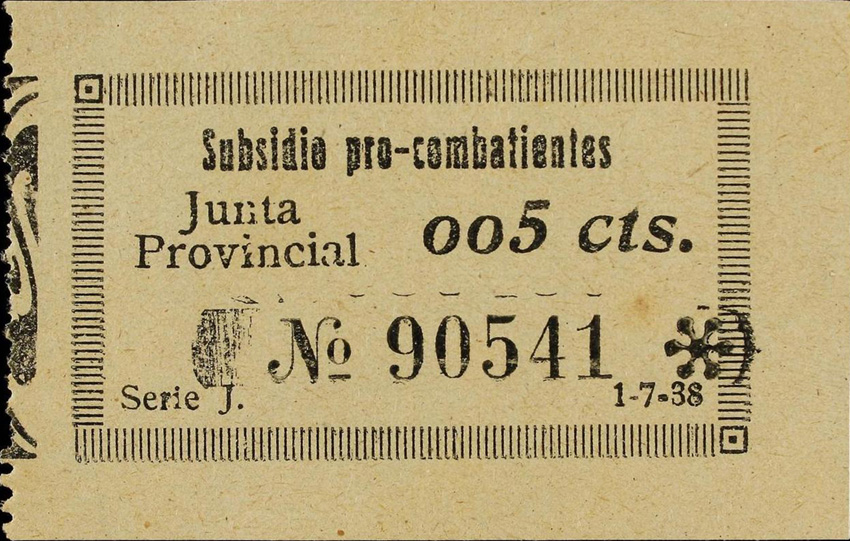 Subsidio pro-combatientes
Junta
Provincial
005 cts.
Nº 90541
Serie J.
1-7-38